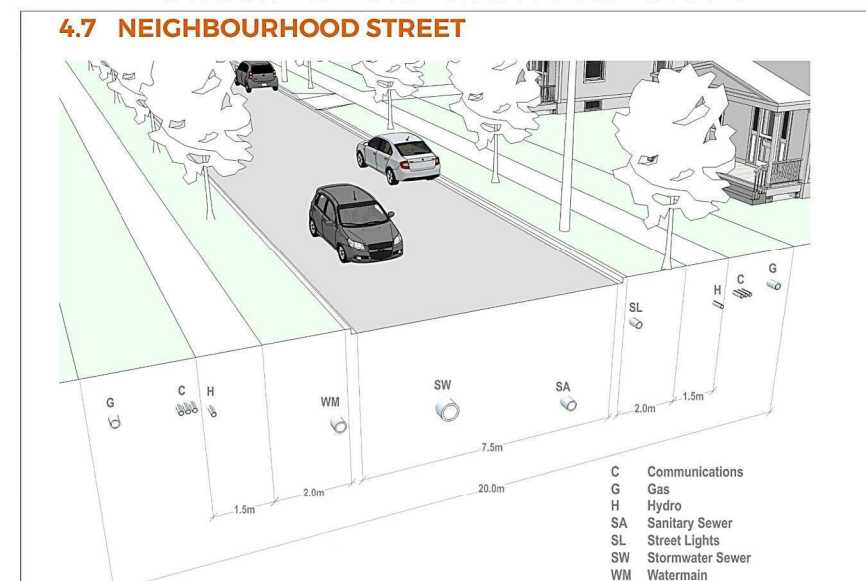 4.7 NEIGHBOURHOOD STREET
G
C
H
SL
G
C H
WM
SW
SA
1.5m
2.0m
7.5m
2.0m
1.5m
20.0m
C Communications
G Gas
H Hydro
SA Sanitary Sewer
SL Street Lights
SW Stormwater Sewer
WM Watermain